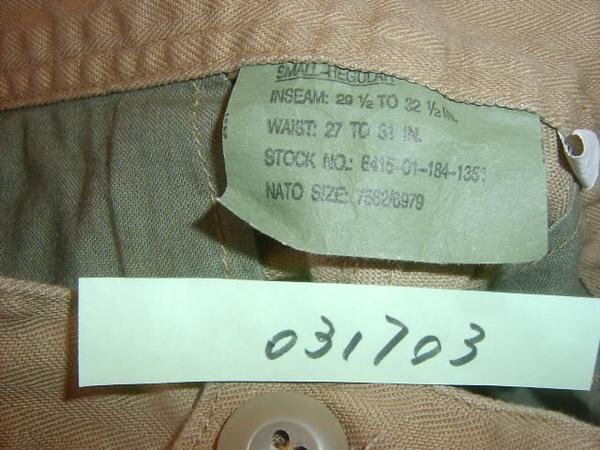 SMALL-REGULAR
INSEAM: 29 ½ TO 32 ½ IN.
WAIST: 27 TO 31 IN.
STOCK NO.: 8415-01-184-1351
NATO SIZE: 7582/6979
031703